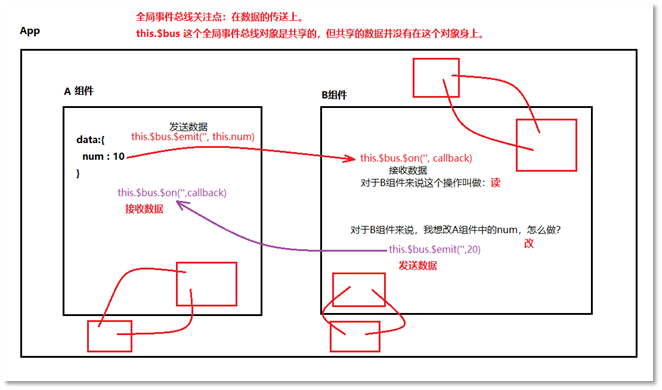 全局事件总线关注点：在数据的传送上。
this.$bus 这个全局事件总线对象是共享的，但共享的数据并没有在这个对象身上。
App
A 组件
发送数据
this.$bus.$emit('', this.num)
data:{
num : 10
}
this.$bus.$on('',callback)
接收数据
B组件
this.$bus.$on('', callback)
接收数据
对于B组件来说这个操作叫做：读
对于B组件来说，我想改A组件中的num，怎么做？
改
this.$bus.$emit('',20)
发送数据